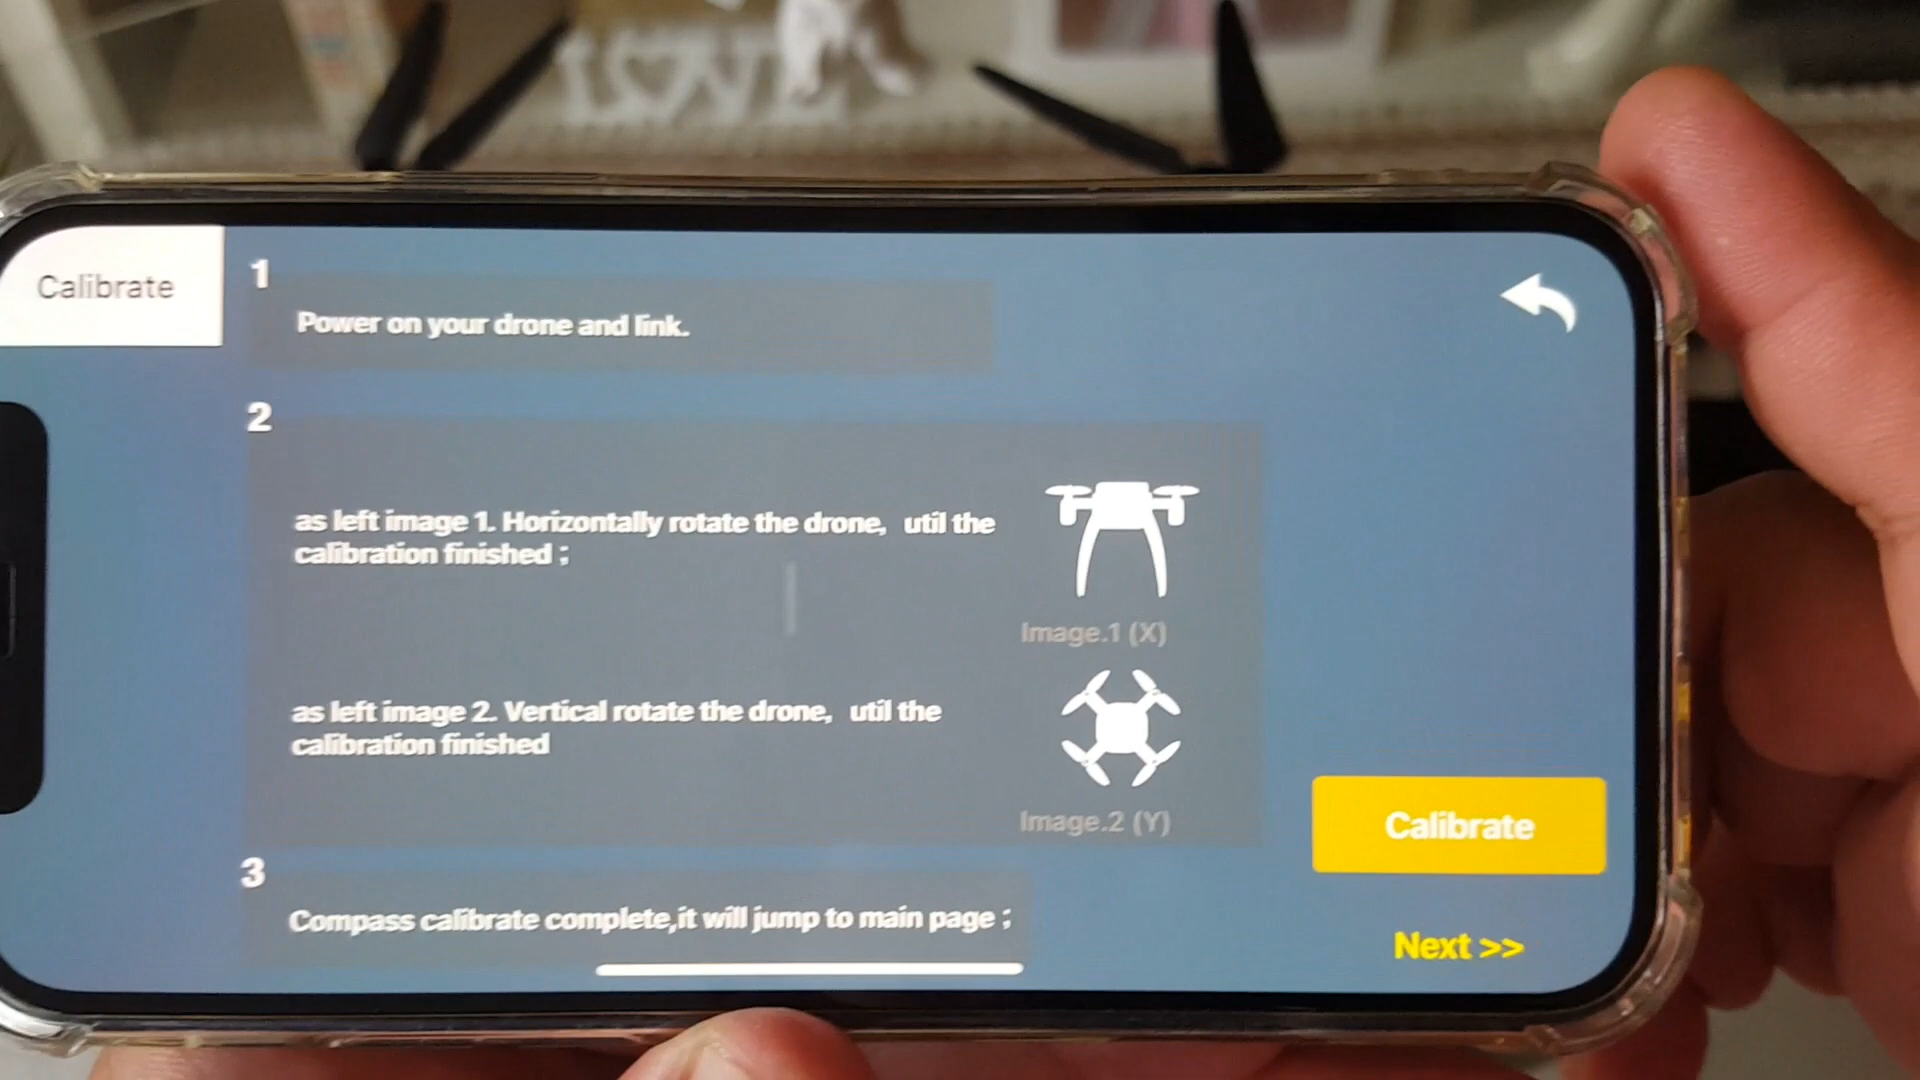 LOVE
Calibrate
1
Power on your drone and link.
2
as left image 1. Horizontally rotate the drone, util the
calibration finished ;
Image.1 (X)
as left image 2. Vertical rotate the drone, util the
calibration finished
Image.2 (Y)
Calibrate
3
Compass calibrate complete,it will jump to main page ;
Next >>